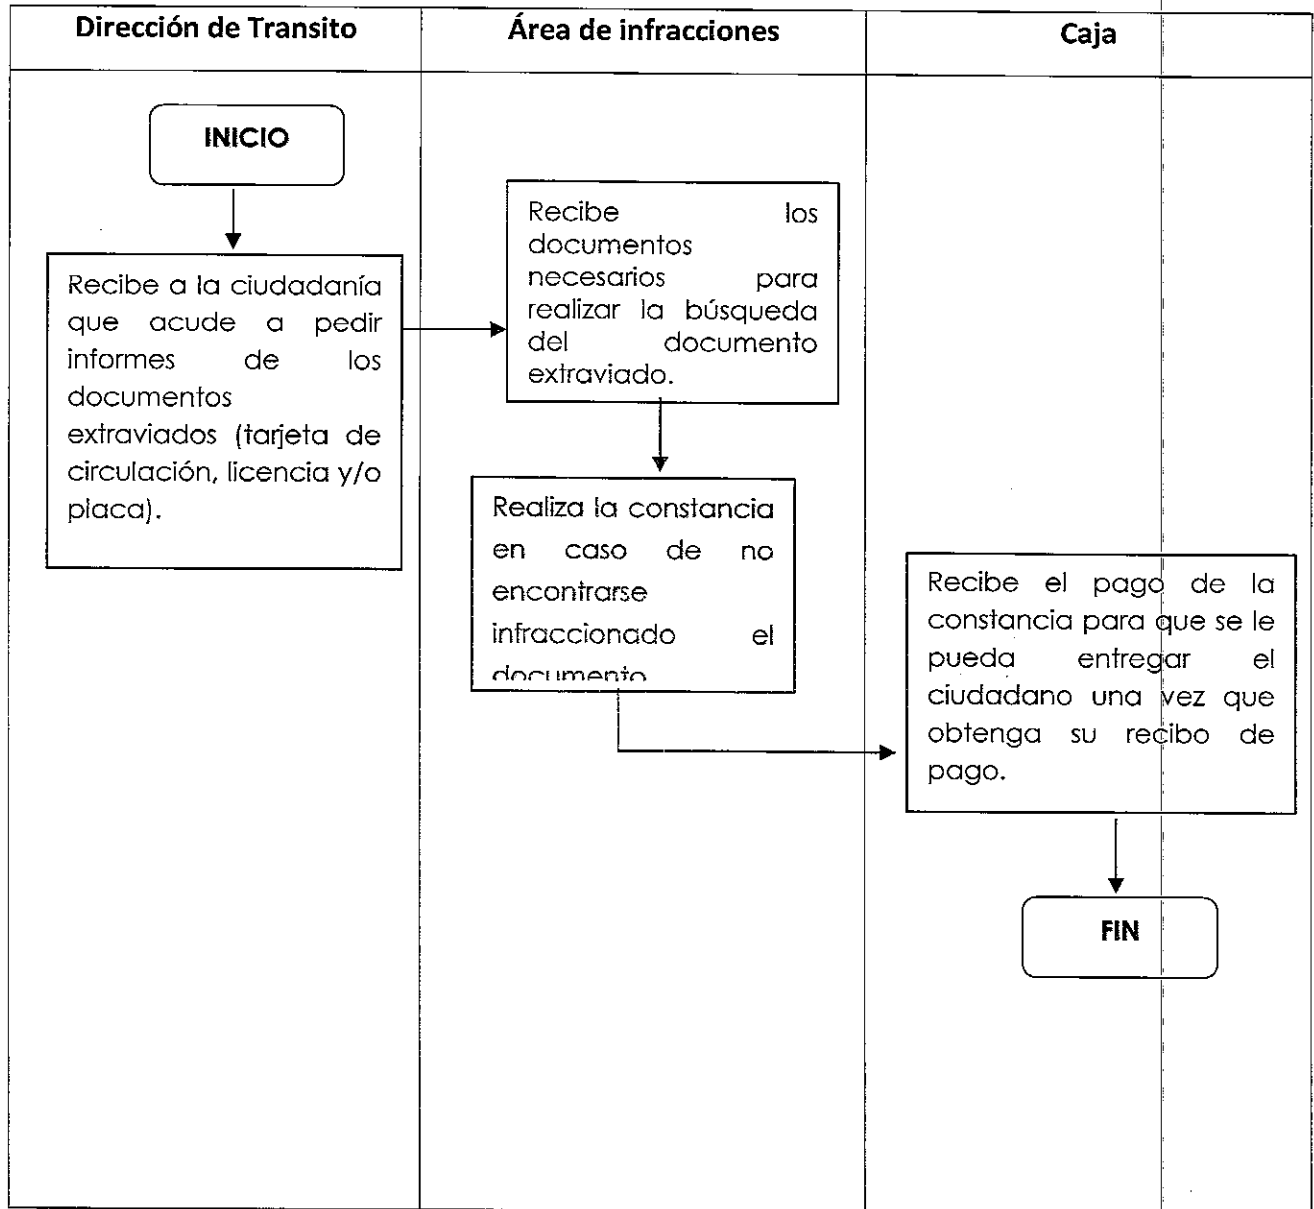 Dirección de Transito
Área de infracciones
Caja
INICIO
Recibe a la ciudadanía
que acude a pedir
informes de los
documentos
extraviados (tarjeta de
circulación, licencia y/o
placa).
Recibe los
documentos
necesarios para
realizar la búsqueda
del documento
extraviado.
Realiza la constancia
en caso de no
encontrarse
infraccionado el
documento
Recibe el pago de la
constancia para que se le
pueda entregar el
ciudadano una vez que
obtenga su recibo de
pago.
FIN